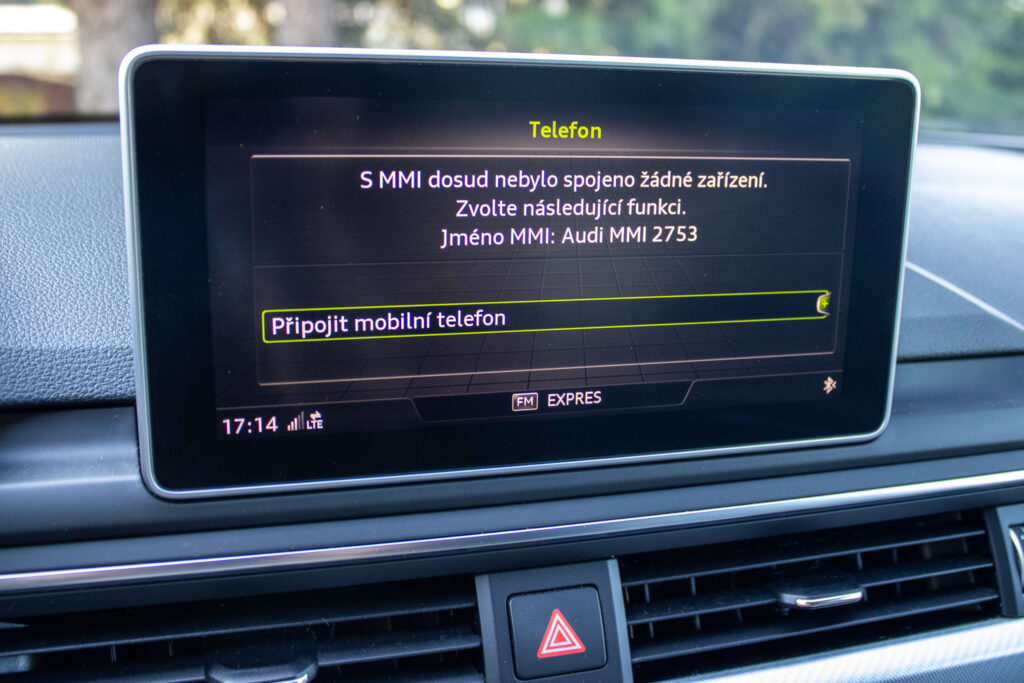 Telefon
S MMI dosud nebylo spojeno žádné zařízení.
Zvolte následující funkci.
Jméno MMI: Audi MMI 2753
Připojit mobilní telefon
FM EXPRES
17:14 LTE